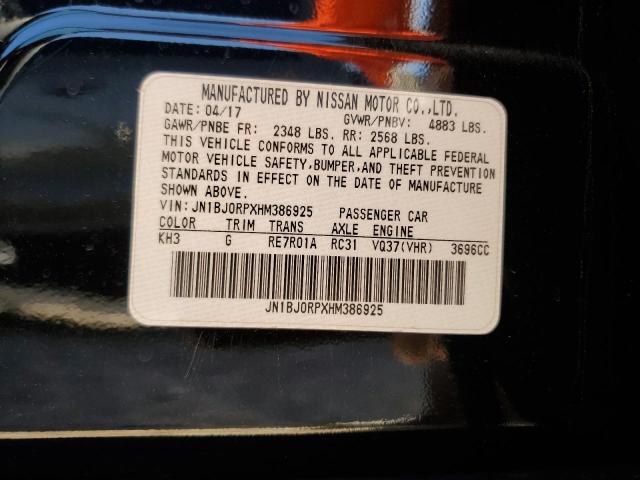 MANUFACTURED BY NISSAN MOTOR CO.,LTD.
DATE: 04/17 GVWR/PNBV: 4883 LBS.
GAWR/PNBE FR: 2348 LBS. RR: 2568 LBS.
THIS VEHICLE CONFORMS TO ALL APPLICABLE FEDERAL
MOTOR VEHICLE SAFETY,BUMPER,AND THEFT PREVENTION
STANDARDS IN EFFECT ON THE DATE OF MANUFACTURE
SHOWN ABOVE.
VIN: JN1BJ0RPXHM386925 PASSENGER CAR
COLOR TRIM TRANS AXLE ENGINE
KH3 G RE7R01A RC31 VQ37(VHR) 3696CC
JN1BJ0RPXHM386925